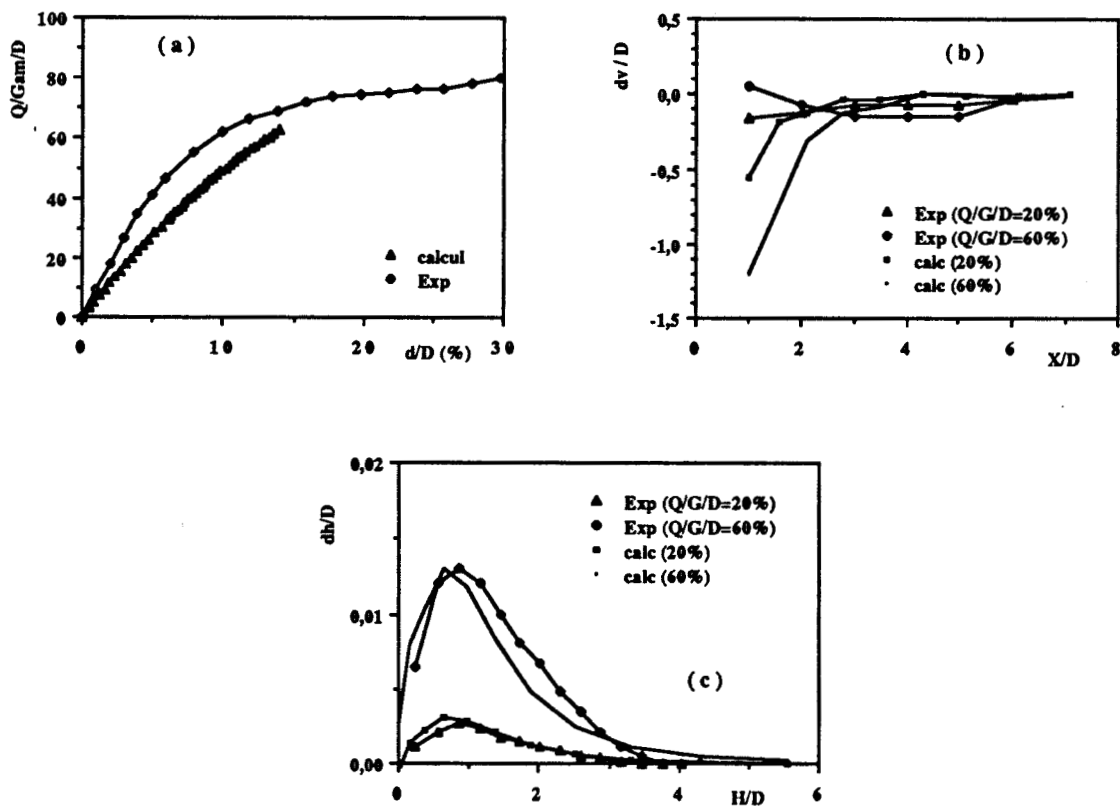 100
80
60
40
20
0
Q/Gam/D
( a )
calcul
Exp
0
10
20
30
d/D (%)
0,5
0,0
-0,5
-1,0
-1,5
dv / D
( b )
Exp (Q/G/D=20%)
Exp (Q/G/D=60%)
calc (20%)
calc (60%)
0
2
4
6
8
X/D
0,02
0,01
0,00
dh/D
Exp (Q/G/D=20%)
Exp (Q/G/D=60%)
calc (20%)
calc (60%)
( c )
0
2
4
6
H/D